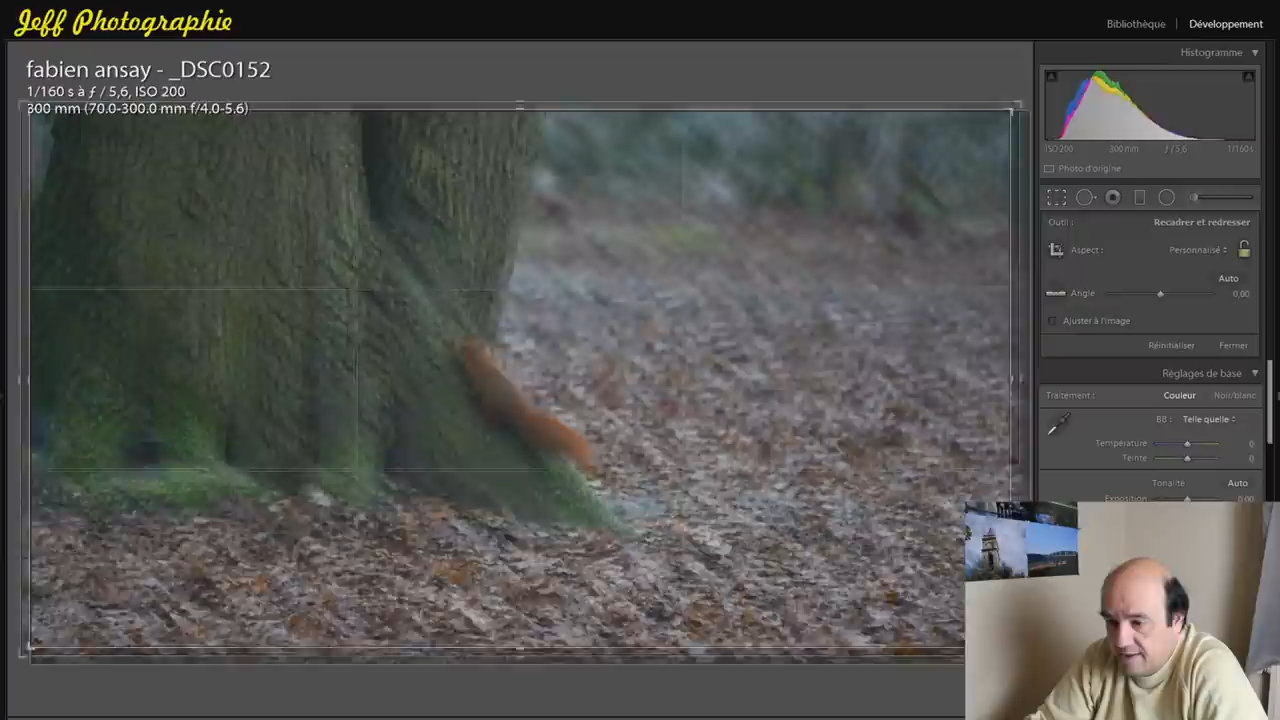 Jeff Photographie
Bibliothèque | Développement
fabien ansay - _DSC0152
1/160 s à ƒ / 5,6, ISO 200
300 mm (70.0-300.0 mm f/4.0-5.6)
Histogramme
ISO 200 300 mm ƒ / 5,6 1/160 s
Photo d'origine
Outil : Recadrer et redresser
Aspect : Personnalisé
Auto
Angle 0,00
Ajuster à l'image
Réinitialiser Fermer
Réglages de base
Traitement : Couleur Noir/blanc
BB : Telle quelle
Température 0
Teinte 0
Tonalité Auto
Exposition 0,00